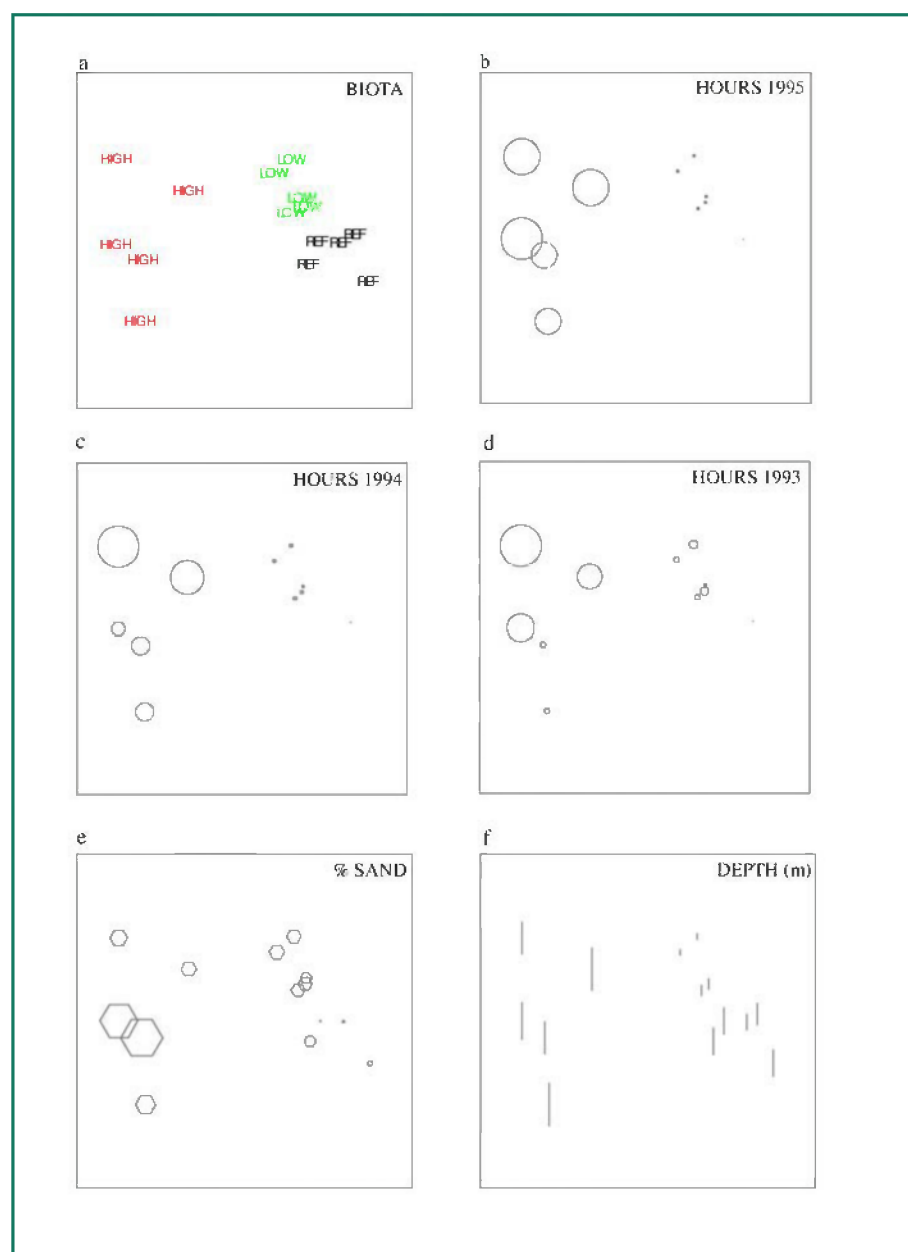 a
BIOTA
HIGH
HIGH
HIGH
HIGH
HIGH
LOW
LOW
LOW
LOW
LOW
REF
REF
REF
REF
REF
b
HOURS 1995
c
HOURS 1994
d
HOURS 1993
e
% SAND
f
DEPTH (m)